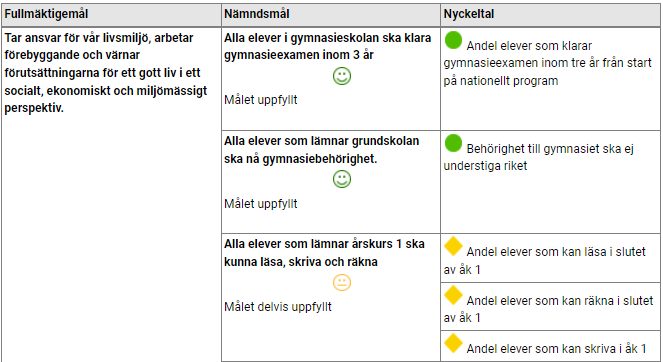 Fullmäktigemål
Nämndsmål
Nyckeltal
Tar ansvar för vår livsmiljö, arbetar
förebyggande och värnar
förutsättningarna för ett gott liv i ett
socialt, ekonomiskt och miljömässigt
perspektiv.
Alla elever i gymnasieskolan ska klara
gymnasieexamen inom 3 år
Målet uppfyllt
Andel elever som klarar
gymnasieexamen inom tre år från start
på nationellt program
Alla elever som lämnar grundskolan
ska nå gymnasiebehörighet.
Målet uppfyllt
Behörighet till gymnasiet ska ej
understiga riket
Alla elever som lämnar årskurs 1 ska
kunna läsa, skriva och räkna
Målet delvis uppfyllt
Andel elever som kan läsa i slutet
av åk 1
Andel elever som kan räkna i slutet
av åk 1
Andel elever som kan skriva i åk 1